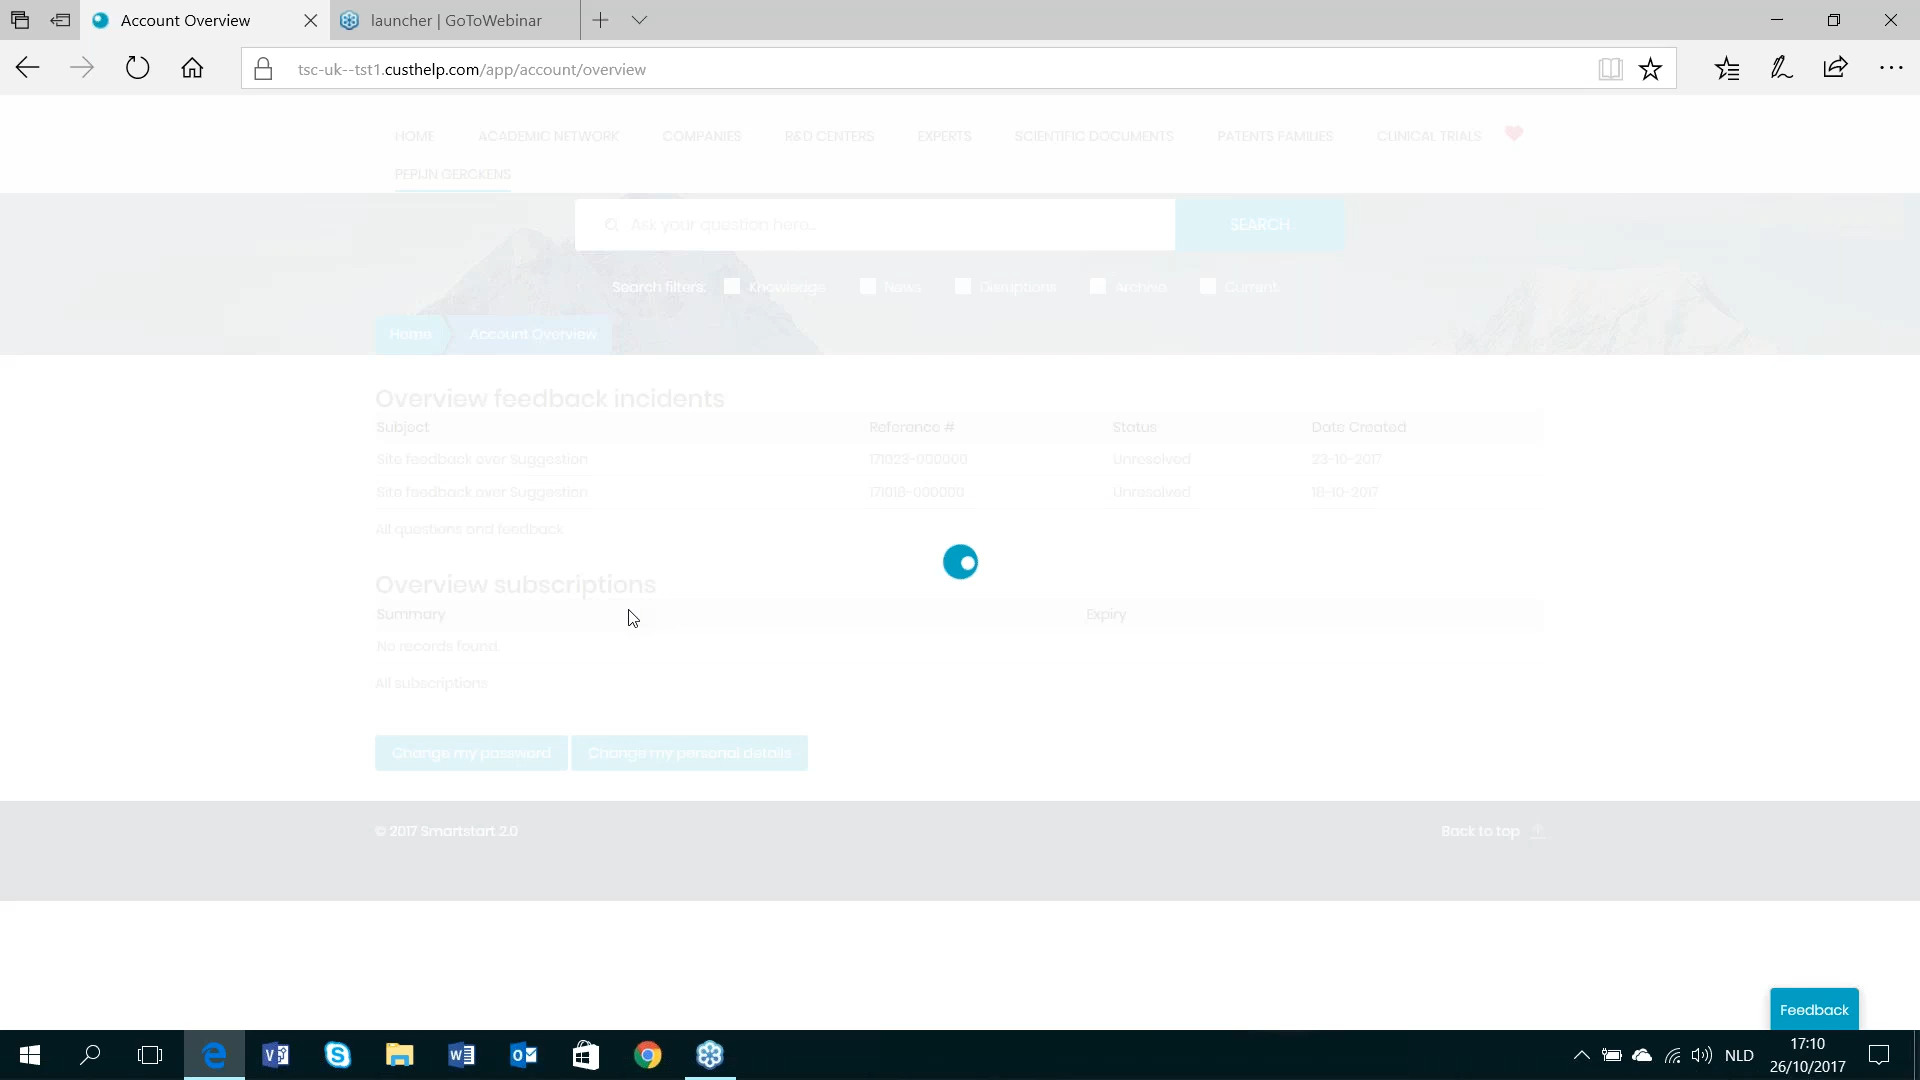 Account Overview
launcher | GoToWebinar
tsc-uk--tst1.custhelp.com/app/account/overview
HOME ACADEMIC NETWORK COMPANIES R&D CENTERS EXPERTS SCIENTIFIC DOCUMENTS PATENTS FAMILIES CLINICAL TRIALS
PEPIJN GERCKENS
Ask your question here... SEARCH
Search filters: Knowledge News Disruptions Archive Current
Home Account Overview
Overview feedback incidents
Subject Reference # Status Date Created
Site feedback over Suggestion 171023-000000 Unresolved 23-10-2017
Site feedback over Suggestion 171018-000000 Unresolved 18-10-2017
All questions and feedback
Overview subscriptions
Summary Expiry
No records found
All subscriptions
Change my password Change my personal details
© 2017 Smartstart 2.0 Back to top
Feedback
NLD
17:10
26/10/2017